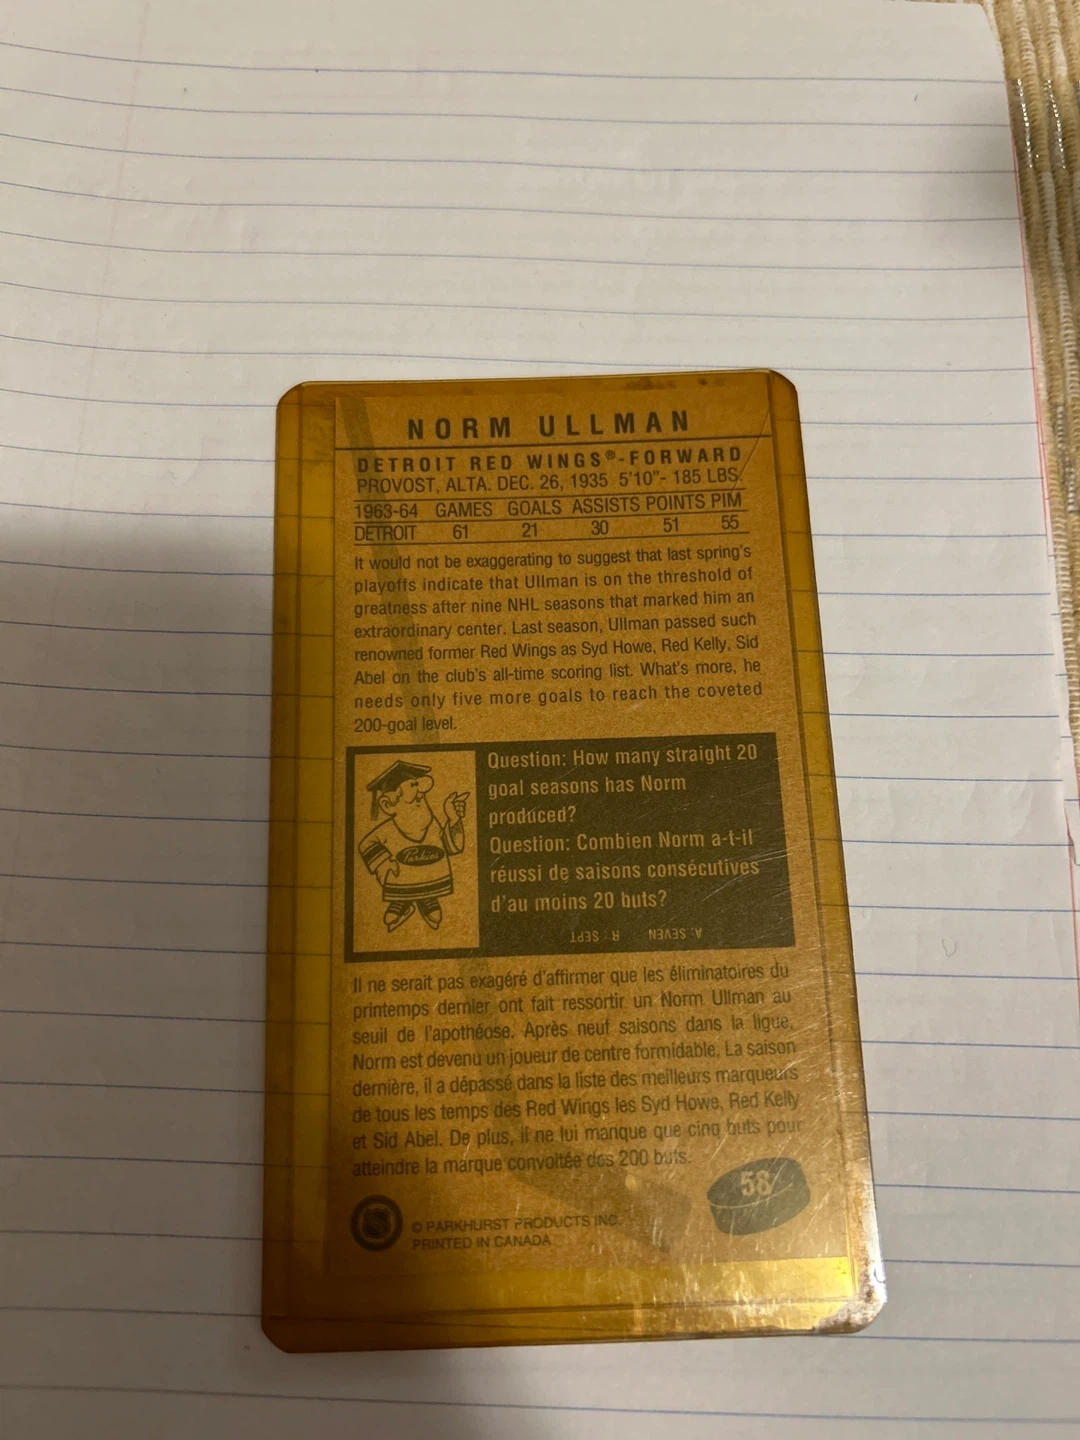 NORM ULLMAN
DETROIT RED WINGS®-FORWARD
PROVOST, ALTA. DEC. 26, 1935 5'10"- 185 LBS.
1963-64 GAMES GOALS ASSISTS POINTS PIM
DETROIT 61 21 30 51 55
It would not be exaggerating to suggest that last spring's
playoffs indicate that Ullman is on the threshold of
greatness after nine NHL seasons that marked him an
extraordinary center. Last season, Ullman passed such
renowned former Red Wings as Syd Howe, Red Kelly, Sid
Abel on the club's all-time scoring list. What's more, he
needs only five more goals to reach the coveted
200-goal level.
Question: How many straight 20
goal seasons has Norm
produced?
Question: Combien Norm a-t-il
réussi de saisons consécutives
d'au moins 20 buts?
A: SEVEN R: SEPT
Parkies
Il ne serait pas exagéré d'affirmer que les éliminatoires du
printemps dernier ont fait ressortir un Norm Ullman au
seuil de l'apothéose. Après neuf saisons dans la ligue,
Norm est devenu un joueur de centre formidable. La saison
dernière, il a dépassé dans la liste des meilleurs marqueurs
de tous les temps des Red Wings les Syd Howe, Red Kelly
et Sid Abel. De plus, il ne lui manque que cinq buts pour
atteindre la marque convoitée des 200 buts.
58
© PARKHURST PRODUCTS INC.
PRINTED IN CANADA